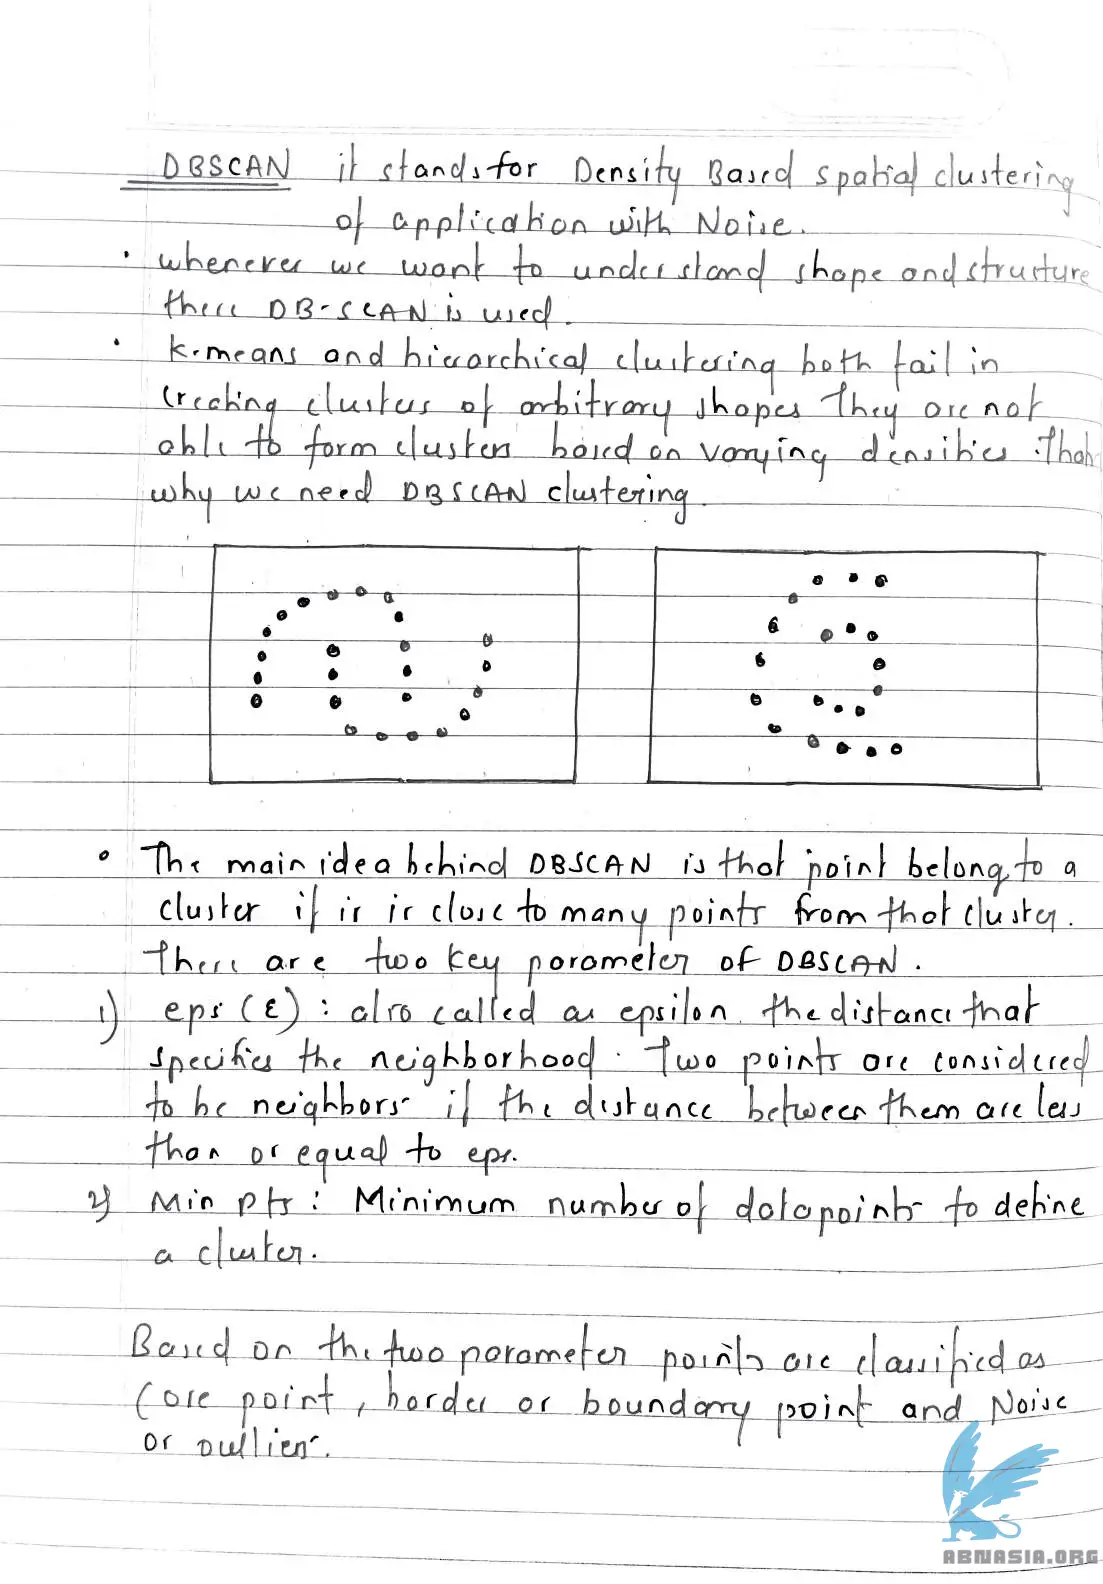 DBSCAN it stands for Density Based spatial clustering
of application with Noise.
• whenever we want to understand shape and structure
there DB-SCAN is used.
• K-means and hierarchical clustering both fail in
Creating clusters of arbitrary shapes They are not
able to form clusters based on varying densities. That
why we need DBSCAN clustering.
• The main idea behind DBSCAN is that point belong to a
cluster if it is close to many points from that cluster.
There are two key parameter of DBSCAN.
1) eps (ε) : also called as epsilon. the distance that
specifies the neighborhood. Two points are considered
to be neighbors if the distance between them are less
than or equal to eps.
2) Min pts : Minimum number of datapoints to define
a cluster.
Based on the two parameter points are classified as
Core point, border or boundary point and Noise
or outlier.
ABNASIA.ORG